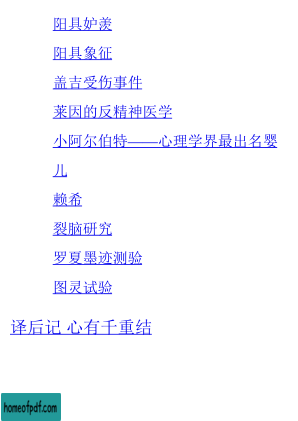 阳具妒羡
阳具象征
盖吉受伤事件
莱因的反精神医学
小阿尔伯特——心理学界最出名婴
儿
赖希
裂脑研究
罗夏墨迹测验
图灵试验
译后记 心有千重结
homeofpdf.com